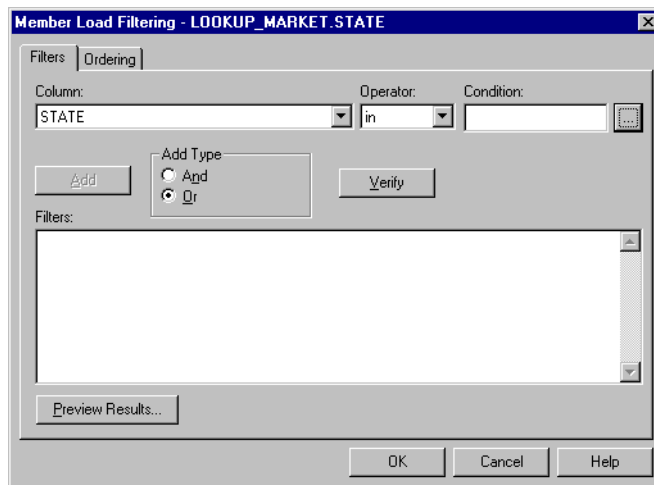 Member Load Filtering - LOOKUP_MARKET.STATE
Filters Ordering
Column: Operator: Condition:
STATE in ...
Add Type
Add And Verify
Or
Filters:
Preview Results...
OK Cancel Help